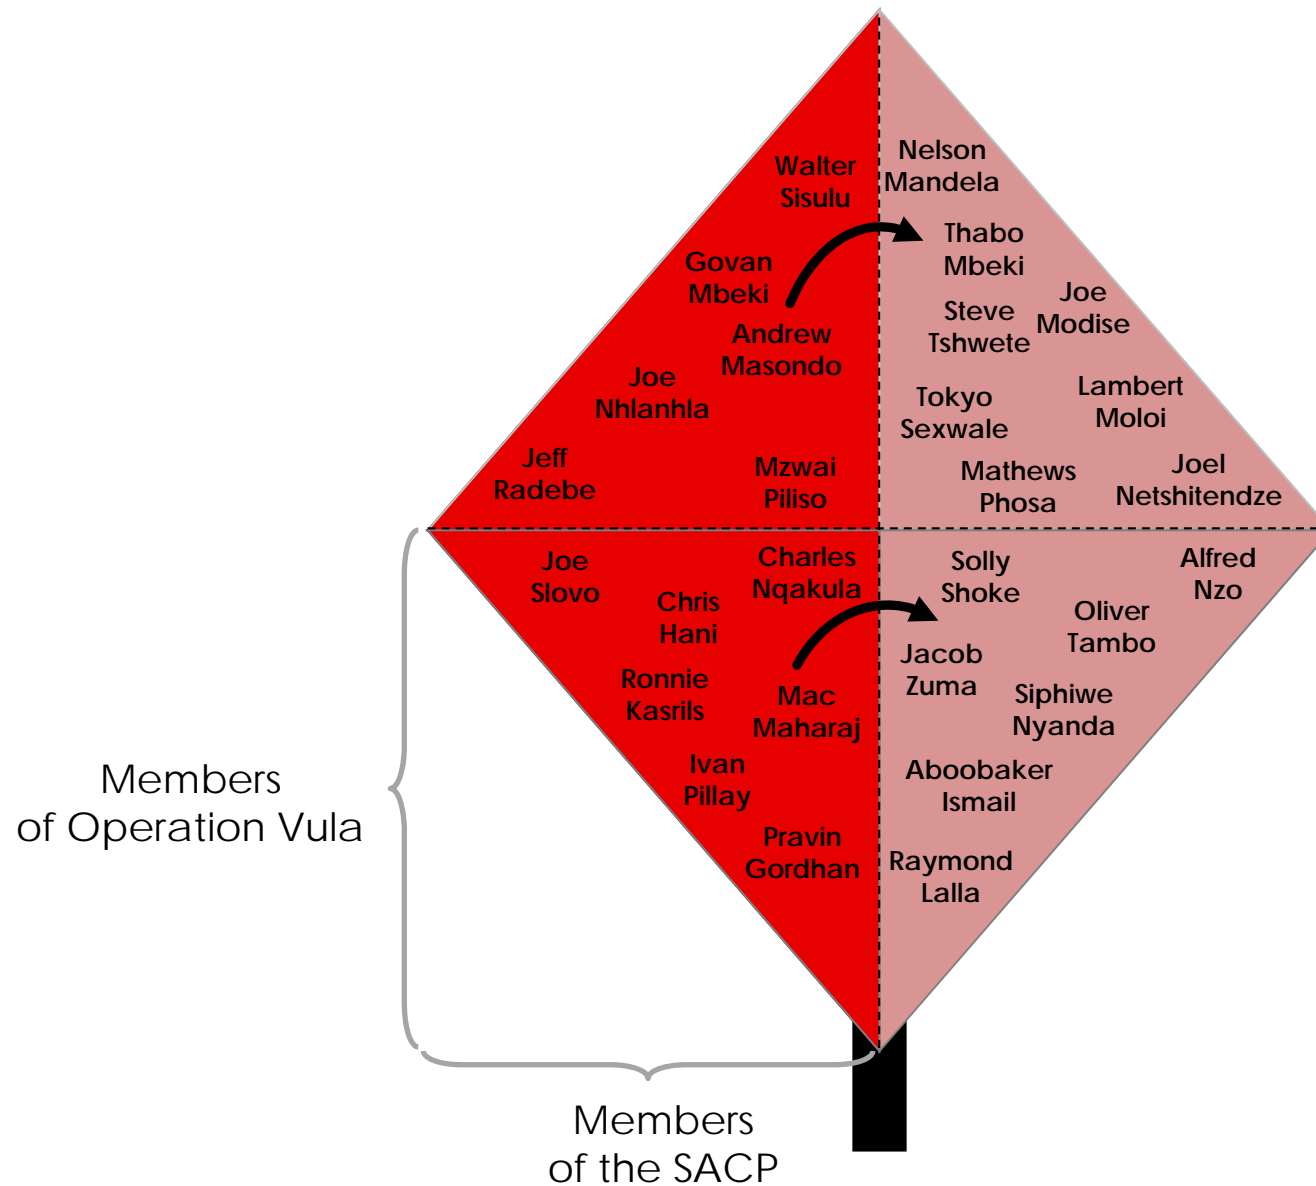 Walter
Sisulu
Nelson
Mandela
Govan
Mbeki
Thabo
Mbeki
Andrew
Masondo
Steve
Tshwete
Joe
Modise
Joe
Nhlanhla
Tokyo
Sexwale
Lambert
Moloi
Jeff
Radebe
Mzwai
Piliso
Mathews
Phosa
Joel
Netshitendze
Joe
Slovo
Charles
Nqakula
Solly
Shoke
Alfred
Nzo
Chris
Hani
Oliver
Tambo
Ronnie
Kasrils
Mac
Maharaj
Jacob
Zuma
Siphiwe
Nyanda
Ivan
Pillay
Aboobaker
Ismail
Pravin
Gordhan
Raymond
Lalla
Members
of Operation Vula
Members
of the SACP